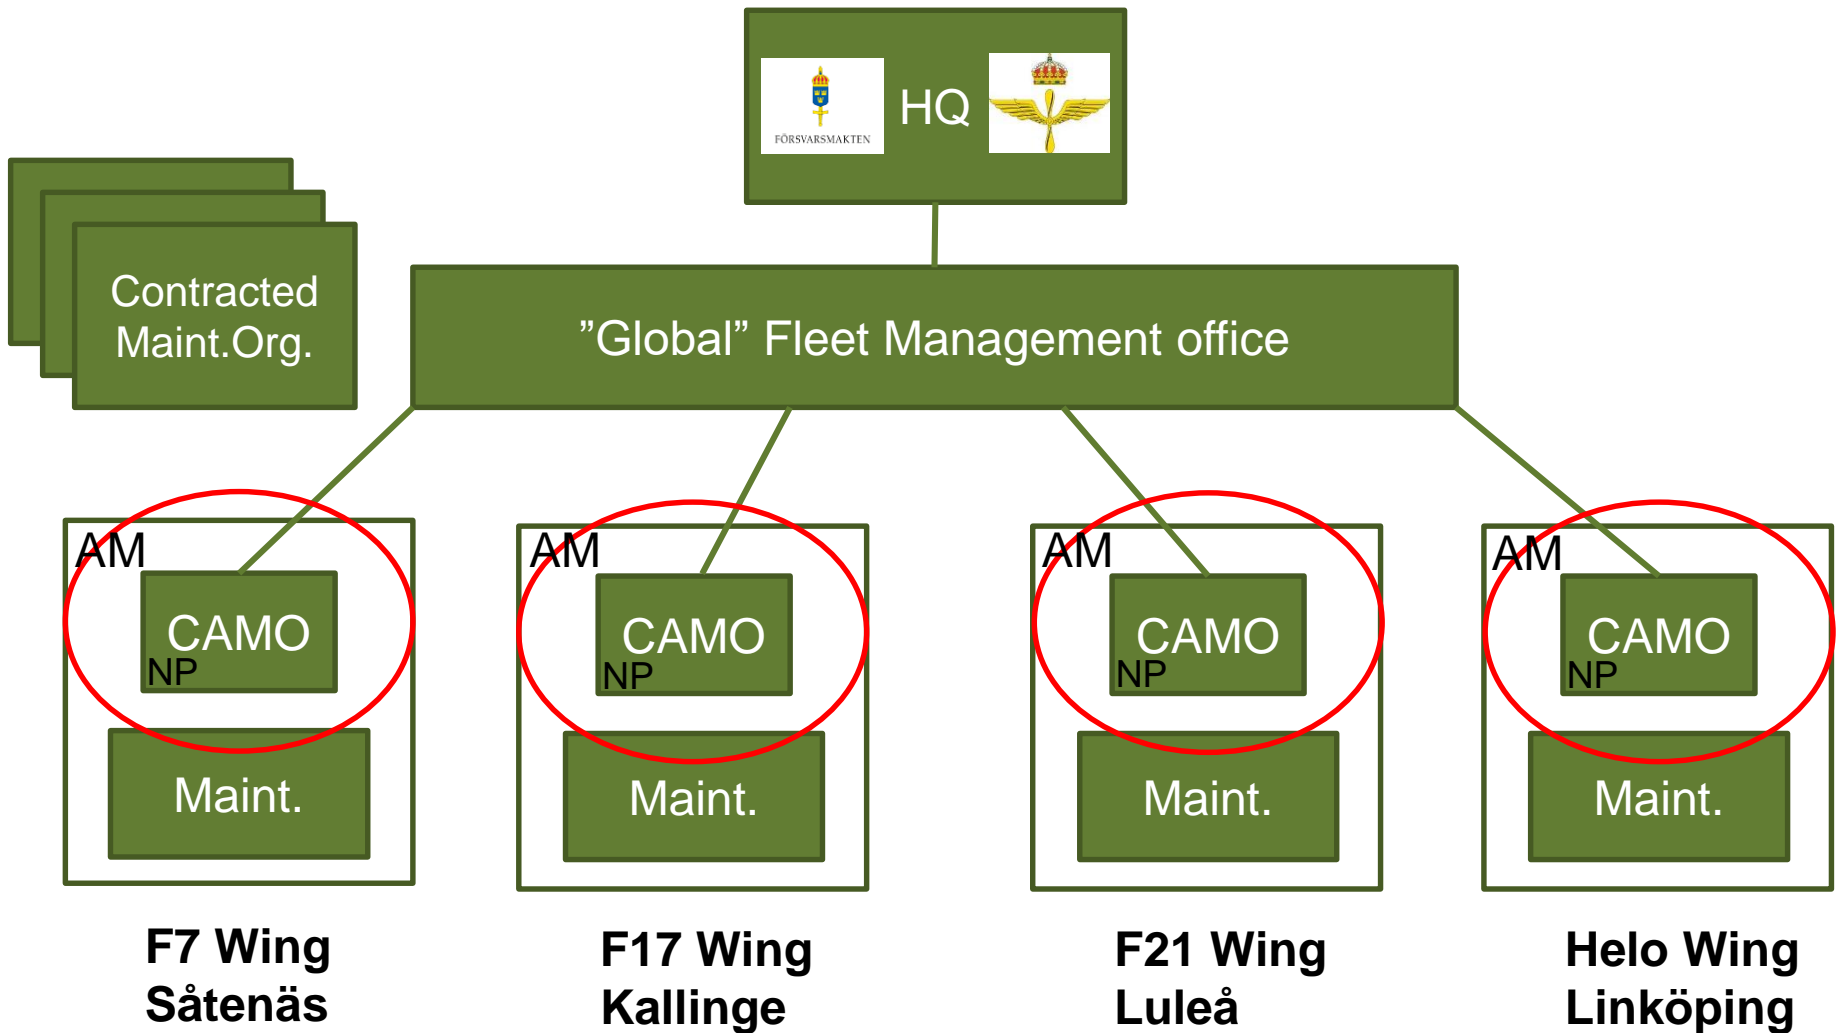 HQ
FÖRSVARSMAKTEN
Contracted
Maint.Org.
”Global” Fleet Management office
AM
CAMO
NP
Maint.
F7 Wing
Såtenäs
AM
CAMO
NP
Maint.
F17 Wing
Kallinge
AM
CAMO
NP
Maint.
F21 Wing
Luleå
AM
CAMO
NP
Maint.
Helo Wing
Linköping